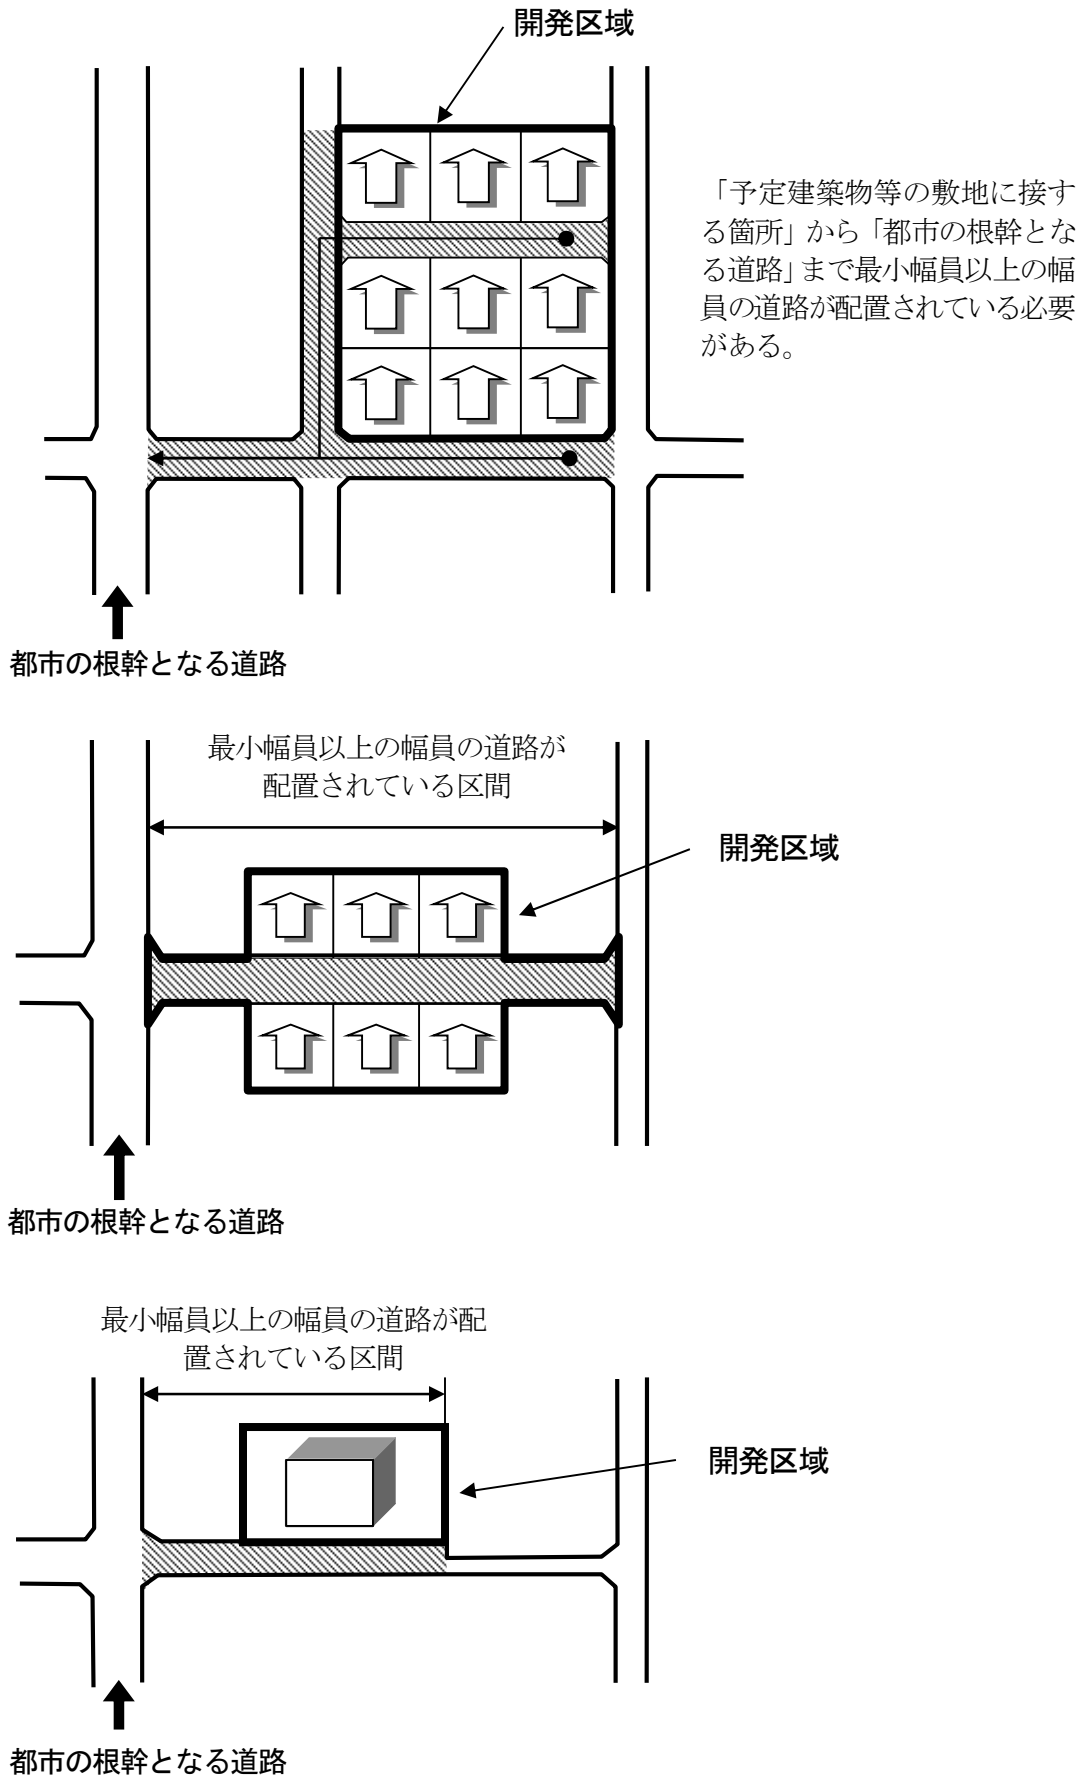 開発区域
「予定建築物等の敷地に接す
る箇所」から「都市の根幹とな
る道路」まで最小幅員以上の幅
員の道路が配置されている必要
がある。
都市の根幹となる道路
最小幅員以上の幅員の道路が
配置されている区間
開発区域
都市の根幹となる道路
最小幅員以上の幅員の道路が配
置されている区間
開発区域
都市の根幹となる道路